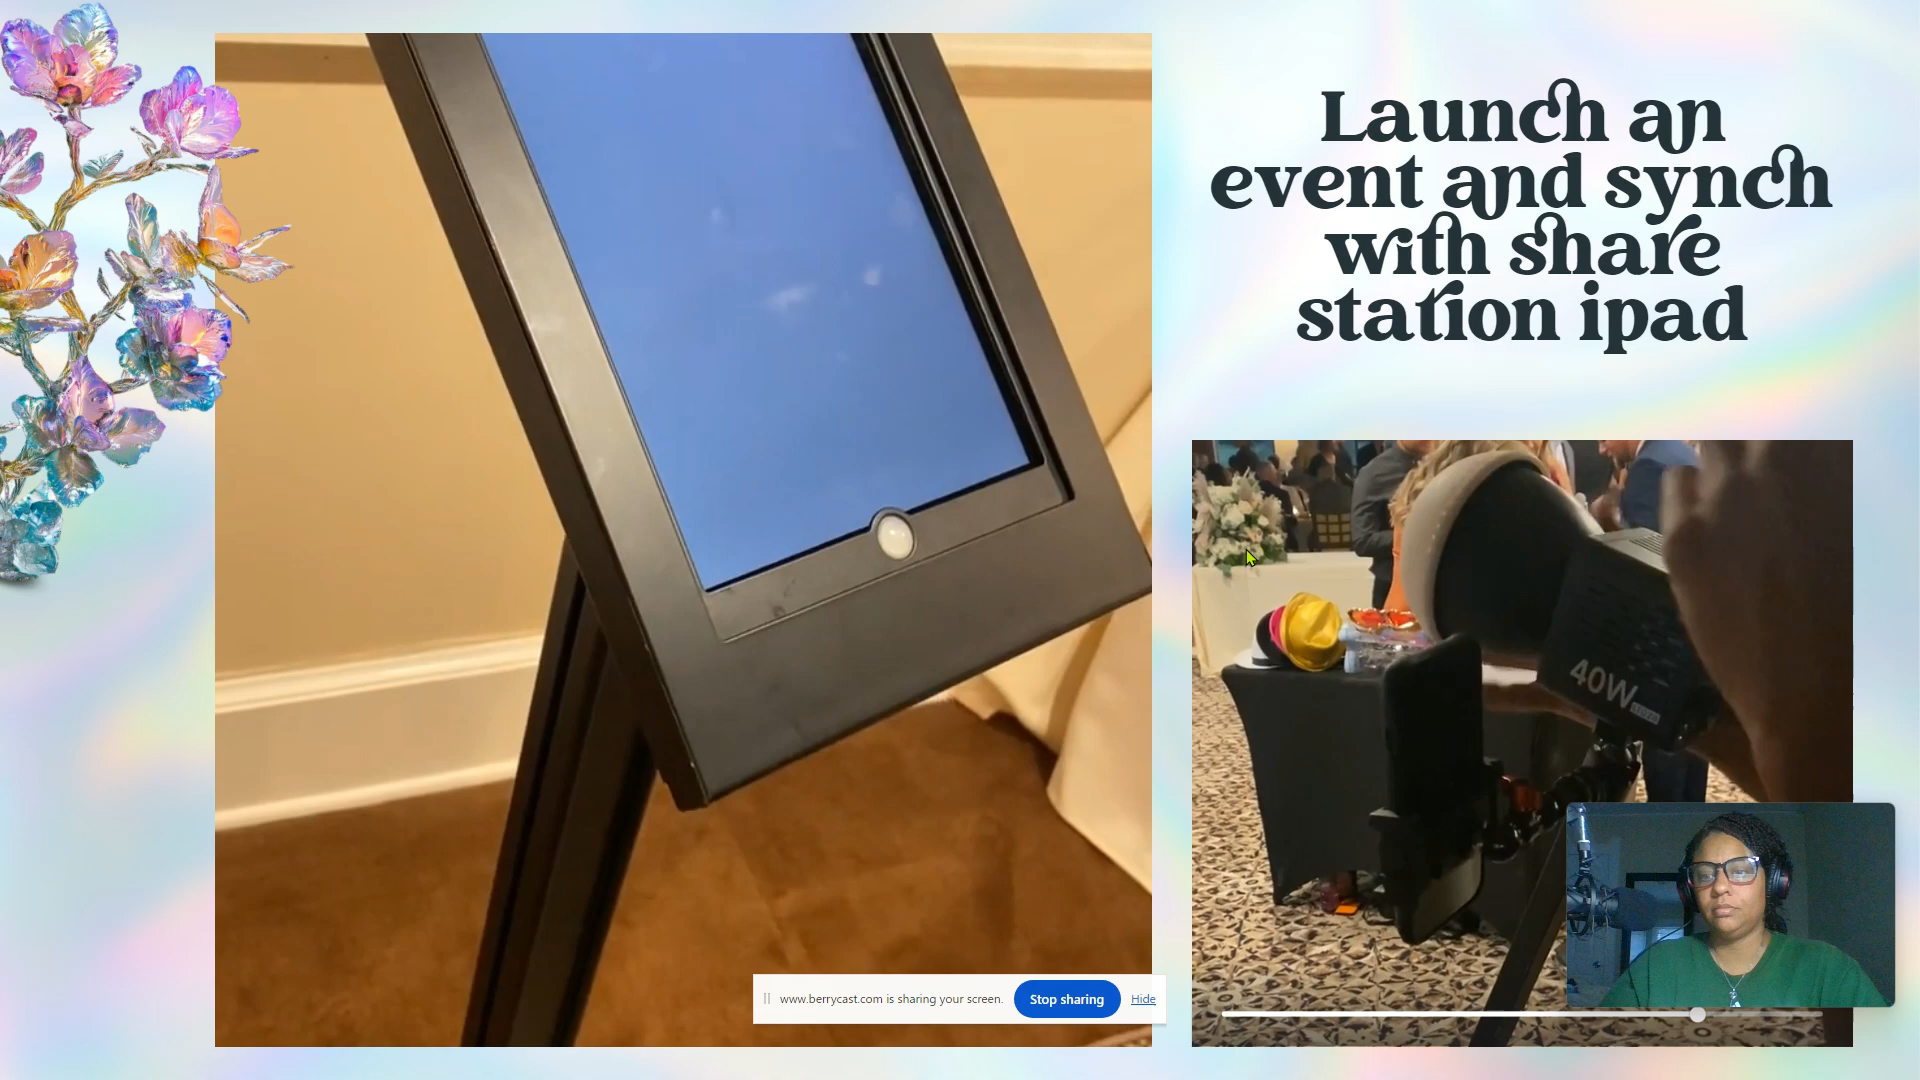 Launch an
event and synch
with share
station ipad
40W
www.berrycast.com is sharing your screen.
Stop sharing
Hide